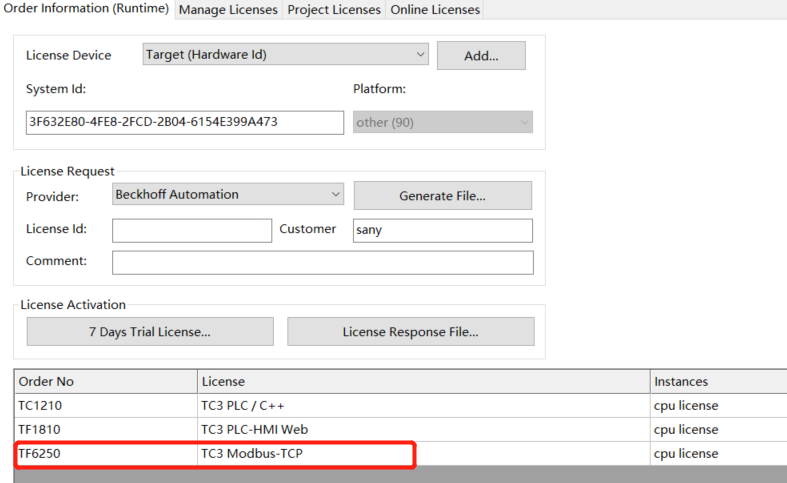 Order Information (Runtime) Manage Licenses Project Licenses Online Licenses
License Device Target (Hardware Id) Add...
System Id: Platform:
3F632E80-4FE8-2FCD-2B04-6154E399A473 other (90)
License Request
Provider: Beckhoff Automation Generate File...
License Id: Customer sany
Comment:
License Activation
7 Days Trial License... License Response File...
Order No License Instances
TC1210 TC3 PLC / C++ cpu license
TF1810 TC3 PLC-HMI Web cpu license
TF6250 TC3 Modbus-TCP cpu license